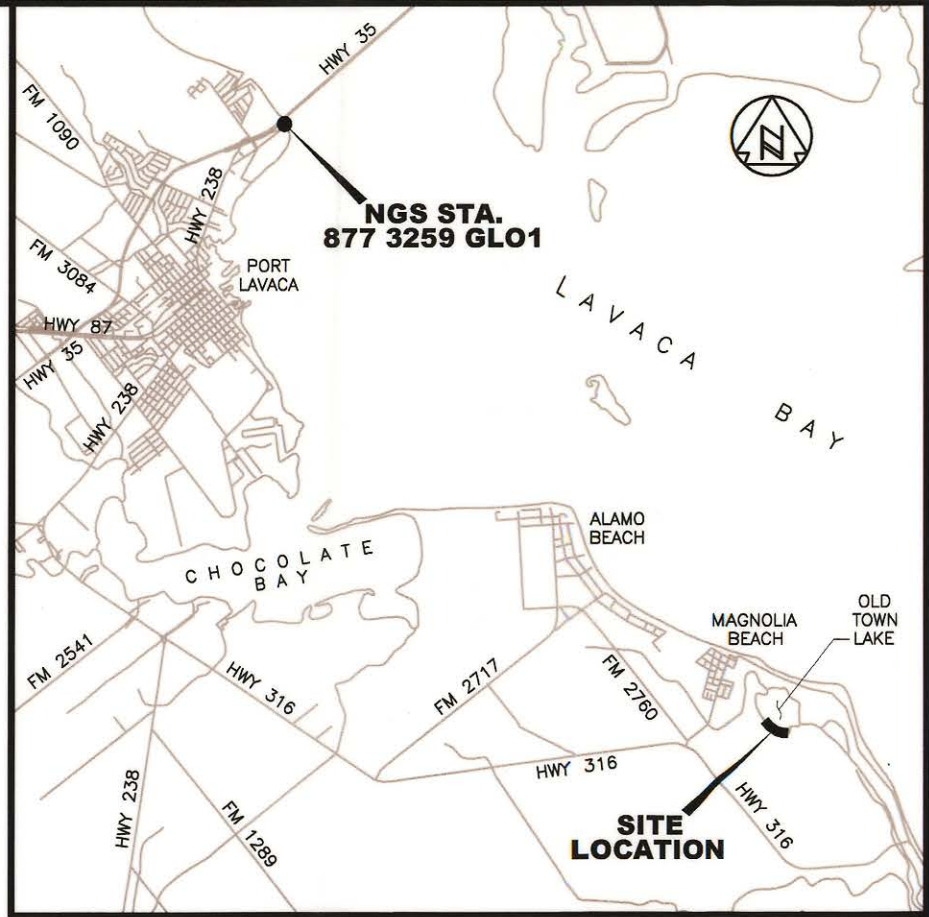 HWY 35
FM 1090
N
HWY 238
NGS STA.
877 3259 GLO1
FM 3084
PORT
LAVACA
LAVACA
BAY
HWY 87
HWY 35
HWY 238
ALAMO
BEACH
CHOCOLATE
BAY
MAGNOLIA
BEACH
OLD
TOWN
LAKE
FM 2541
HWY 316
FM 2717
FM 2760
HWY 316
HWY 238
FM 1289
HWY 316
SITE
LOCATION